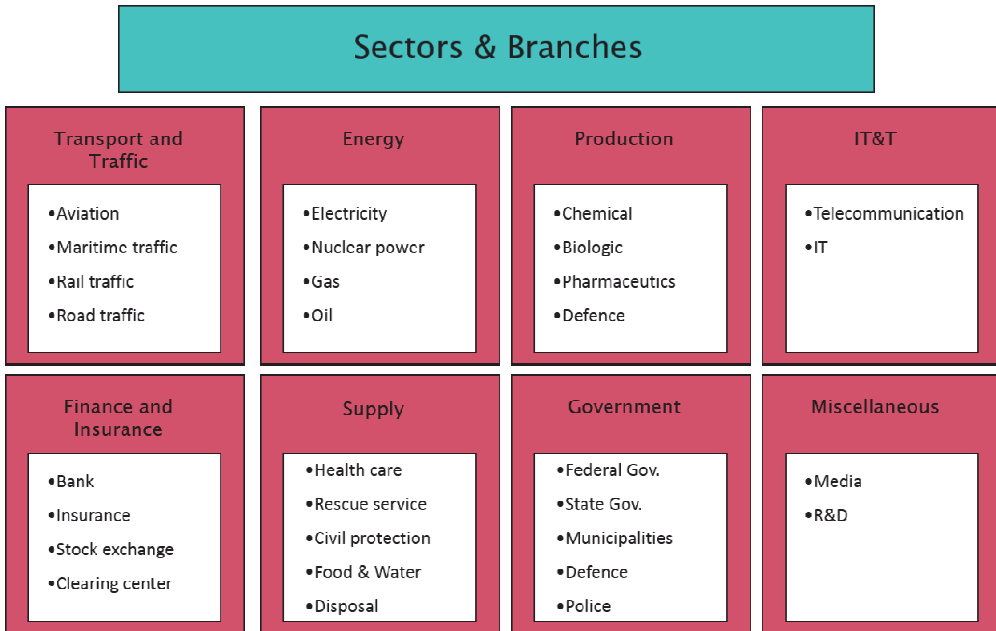 Sectors & Branches
Transport and
Traffic
•Aviation
•Maritime traffic
•Rail traffic
•Road traffic
Energy
•Electricity
•Nuclear power
•Gas
•Oil
Production
•Chemical
•Biologic
•Pharmaceutics
•Defence
IT&T
•Telecommunication
•IT
Finance and
Insurance
•Bank
•Insurance
•Stock exchange
•Clearing center
Supply
•Health care
•Rescue service
•Civil protection
•Food & Water
•Disposal
Government
•Federal Gov.
•State Gov.
•Municipalities
•Defence
•Police
Miscellaneous
•Media
•R&D